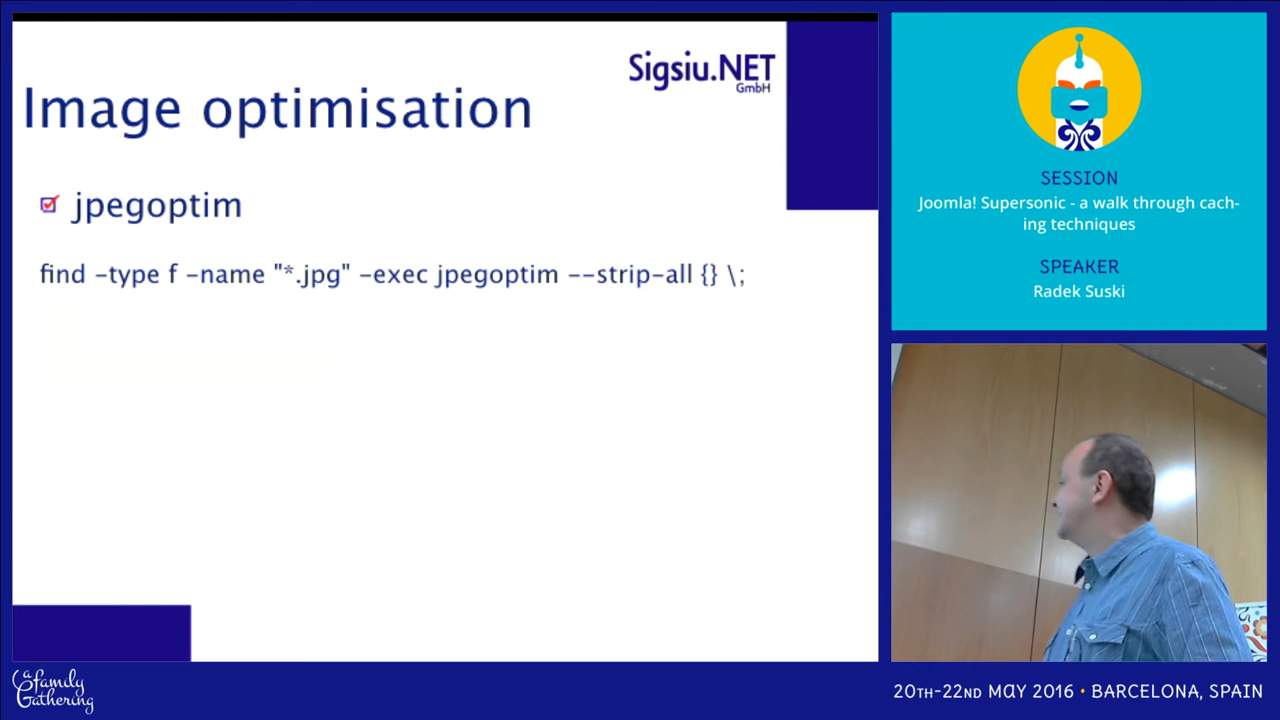 Sigsiu.NET
GmbH
Image optimisation
jpegoptim
find -type f -name "*.jpg" -exec jpegoptim --strip-all {} \;
SESSION
Joomla! Supersonic - a walk through cach-
ing techniques
SPEAKER
Radek Suski
a family
Gathering
20TH-22ND MAY 2016 • BARCELONA, SPAIN